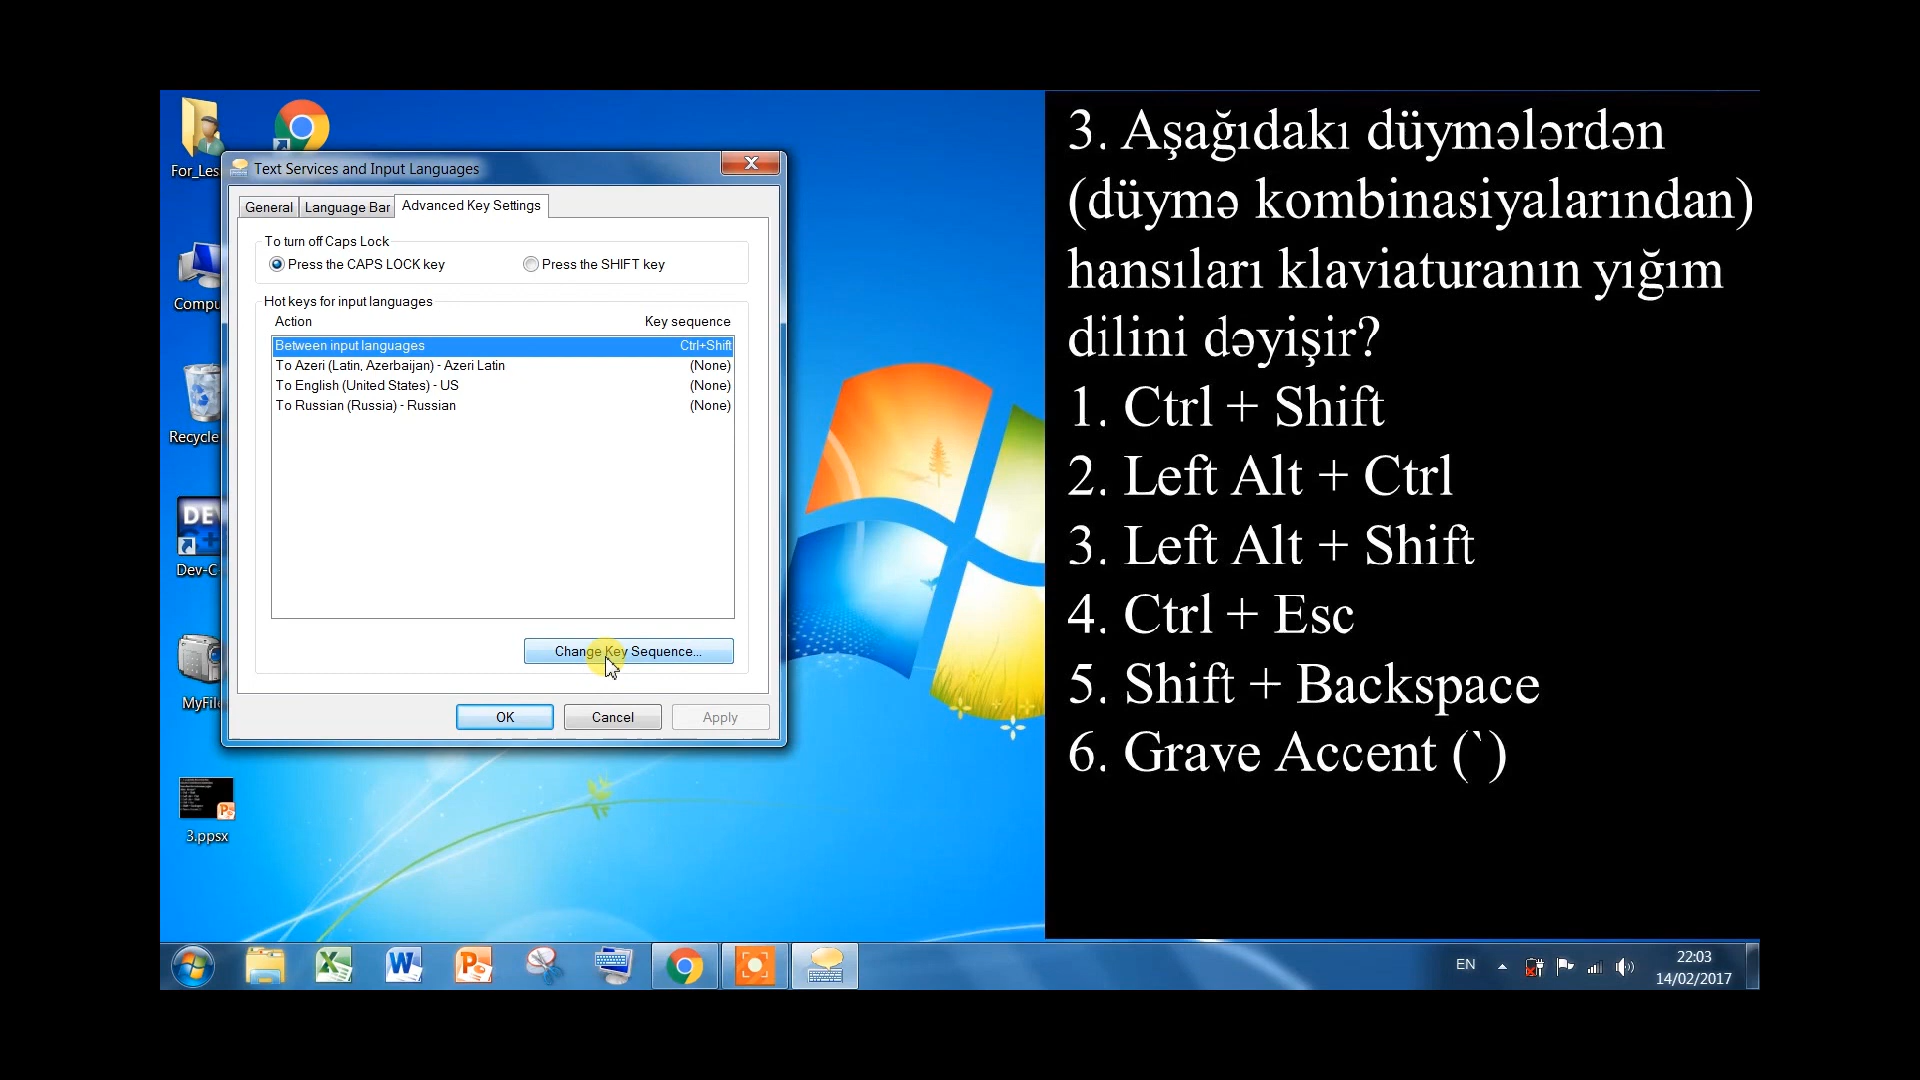 For_Les
Text Services and Input Languages
General
Language Bar
Advanced Key Settings
To turn off Caps Lock
Press the CAPS LOCK key
Press the SHIFT key
Hot keys for input languages
Action Key sequence
Between input languages Ctrl+Shift
To Azeri (Latin, Azerbaijan) - Azeri Latin (None)
To English (United States) - US (None)
To Russian (Russia) - Russian (None)
Change Key Sequence...
OK
Cancel
Apply
Compu
Recycle
DE
Dev-C
MyFile
3.ppsx
3. Aşağıdakı düymələrdən
(düymə kombinasiyalarından)
hansıları klaviaturanın yığım
dilini dəyişir?
1. Ctrl + Shift
2. Left Alt + Ctrl
3. Left Alt + Shift
4. Ctrl + Esc
5. Shift + Backspace
6. Grave Accent (`)
EN
22:03
14/02/2017